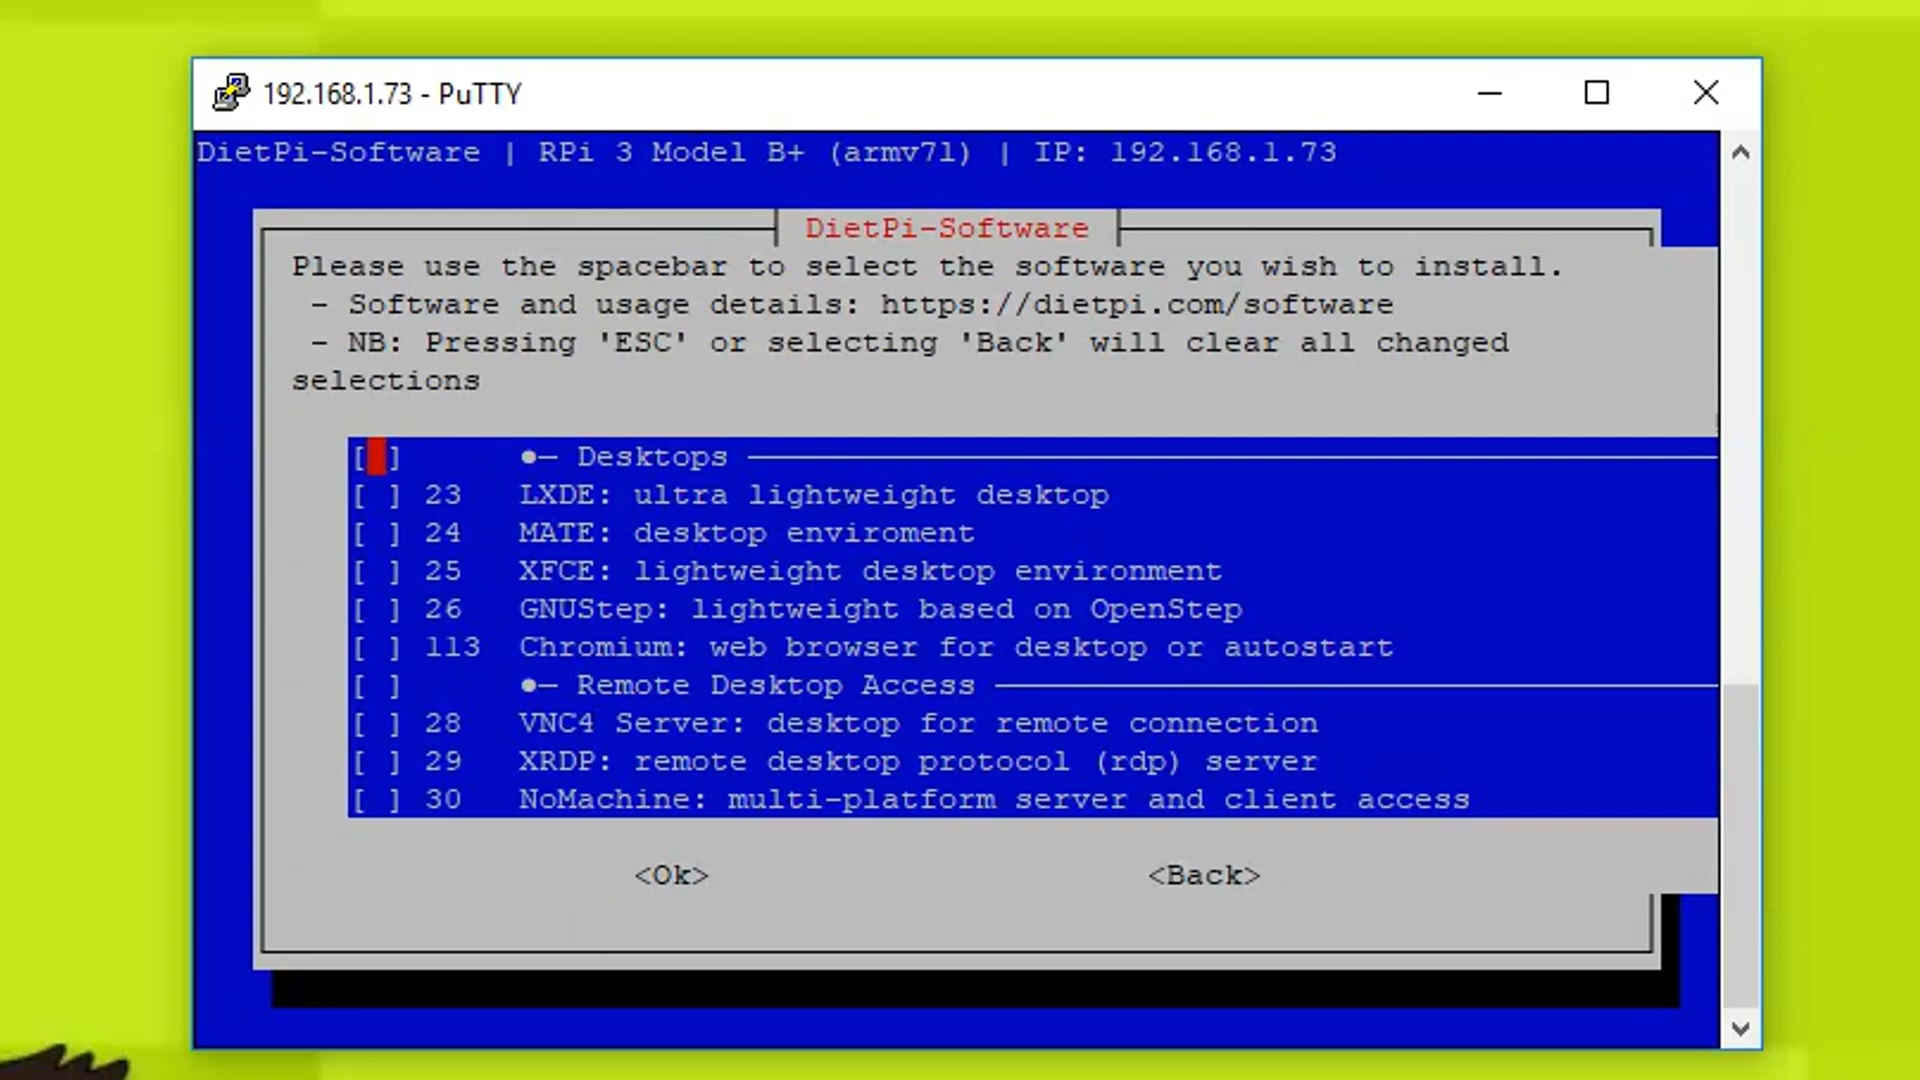 192.168.1.73 - PuTTY
DietPi-Software | RPi 3 Model B+ (armv7l) | IP: 192.168.1.73
DietPi-Software
Please use the spacebar to select the software you wish to install.
- Software and usage details: https://dietpi.com/software
- NB: Pressing 'ESC' or selecting 'Back' will clear all changed
selections
[ ] ●─ Desktops
[ ] 23 LXDE: ultra lightweight desktop
[ ] 24 MATE: desktop enviroment
[ ] 25 XFCE: lightweight desktop environment
[ ] 26 GNUStep: lightweight based on OpenStep
[ ] 113 Chromium: web browser for desktop or autostart
[ ] ●─ Remote Desktop Access
[ ] 28 VNC4 Server: desktop for remote connection
[ ] 29 XRDP: remote desktop protocol (rdp) server
[ ] 30 NoMachine: multi-platform server and client access
<Ok> <Back>